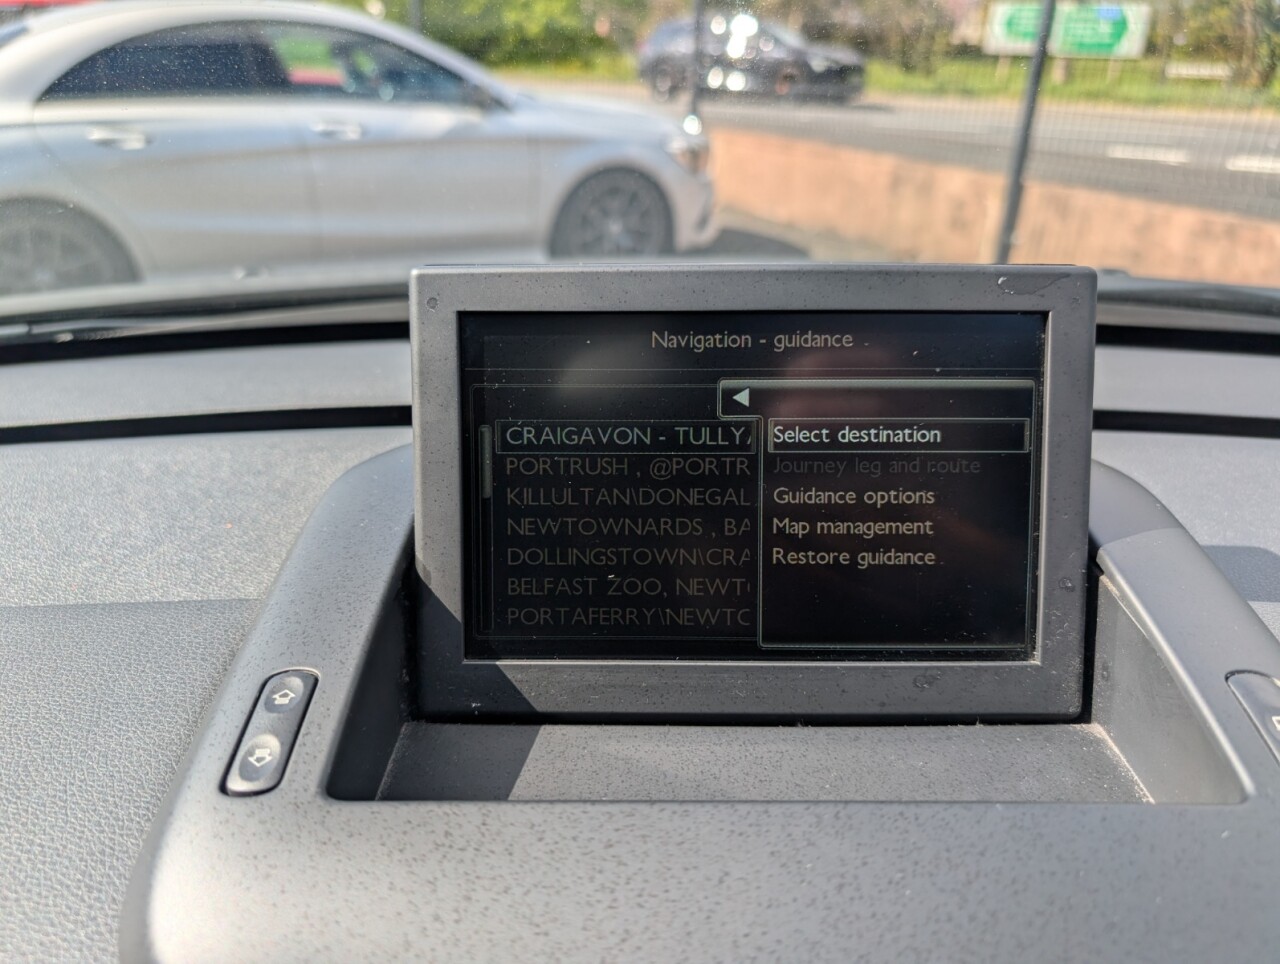 Navigation - guidance
CRAIGAVON - TULLY
PORTRUSH , @PORTR
KILLULTAN\DONEGAL
NEWTOWNARDS , BA
DOLLINGSTOWN\CRA
BELFAST ZOO, NEWT
PORTAFERRY\NEWTC
Select destination
Journey leg and route
Guidance options
Map management
Restore guidance